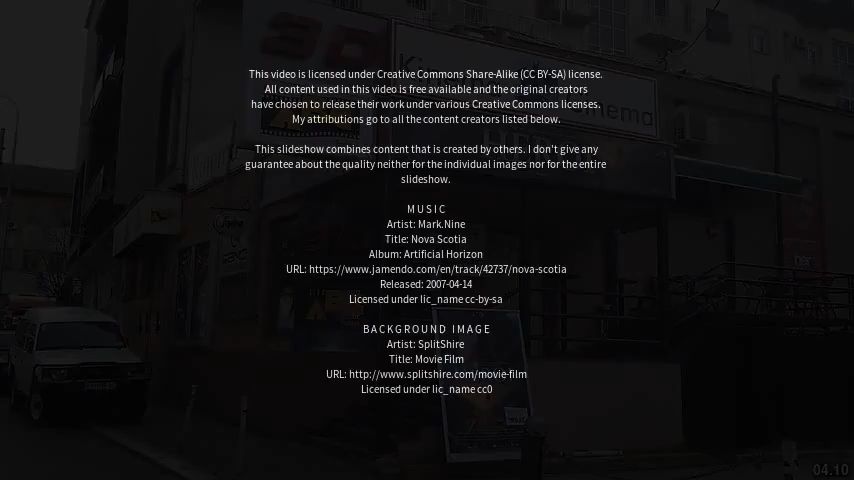 This video is licensed under Creative Commons Share-Alike (CC BY-SA) license.
All content used in this video is free available and the original creators
have chosen to release their work under various Creative Commons licenses.
My attributions go to all the content creators listed below.
This slideshow combines content that is created by others. I don't give any
guarantee about the quality neither for the individual images nor for the entire
slideshow.
MUSIC
Artist: Mark.Nine
Title: Nova Scotia
Album: Artificial Horizon
URL: https://www.jamendo.com/en/track/42737/nova-scotia
Released: 2007-04-14
Licensed under lic_name cc-by-sa
BACKGROUND IMAGE
Artist: SplitShire
Title: Movie Film
URL: http://www.splitshire.com/movie-film
Licensed under lic_name cc0
04.10